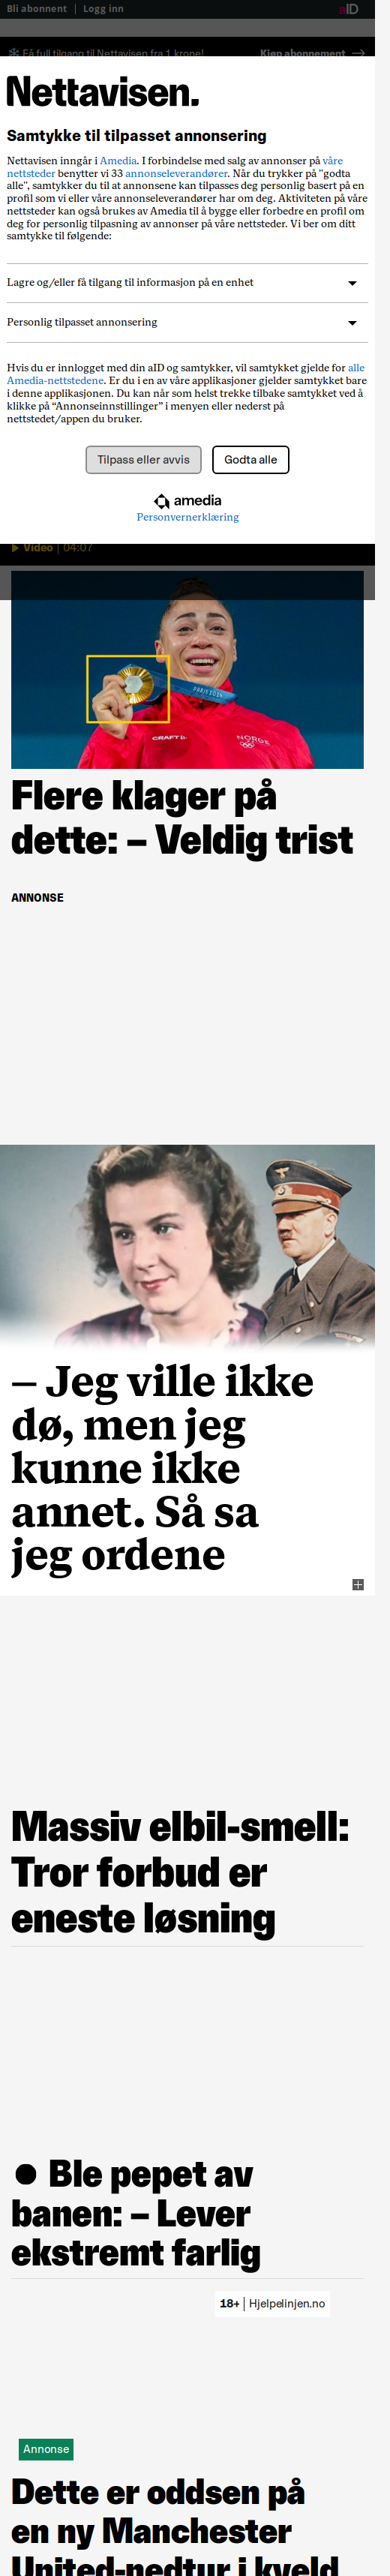 Bli abonnent | Logg inn
aID
Få full tilgang til Nettavisen fra 1 krone!
Kjøp abonnement
Nettavisen.
Samtykke til tilpasset annonsering
Nettavisen inngår i Amedia. I forbindelse med salg av annonser på våre
nettsteder benytter vi 33 annonseleverandører. Når du trykker på "godta
alle", samtykker du til at annonsene kan tilpasses deg personlig basert på en
profil som vi eller våre annonseleverandører har om deg. Aktiviteten på våre
nettsteder kan også brukes av Amedia til å bygge eller forbedre en profil om
deg for personlig tilpasning av annonser på våre nettsteder. Vi ber om ditt
samtykke til følgende:
Lagre og/eller få tilgang til informasjon på en enhet
Personlig tilpasset annonsering
Hvis du er innlogget med din aID og samtykker, vil samtykket gjelde for alle
Amedia-nettstedene. Er du i en av våre applikasjoner gjelder samtykket bare
i denne applikasjonen. Du kan når som helst trekke tilbake samtykket ved å
klikke på “Annonseinnstillinger” i menyen eller nederst på
nettstedet/appen du bruker.
Tilpass eller avvis
Godta alle
amedia
Personvernerklæring
Video | 04:07
PARIS 2024
CRAFT
NORGE
Flere klager på
dette: – Veldig trist
ANNONSE
– Jeg ville ikke
dø, men jeg
kunne ikke
annet. Så sa
jeg ordene
Massiv elbil-smell:
Tror forbud er
eneste løsning
● Ble pepet av
banen: – Lever
ekstremt farlig
18+ | Hjelpelinjen.no
Annonse
Dette er oddsen på
en ny Manchester
United-nedtur i kveld